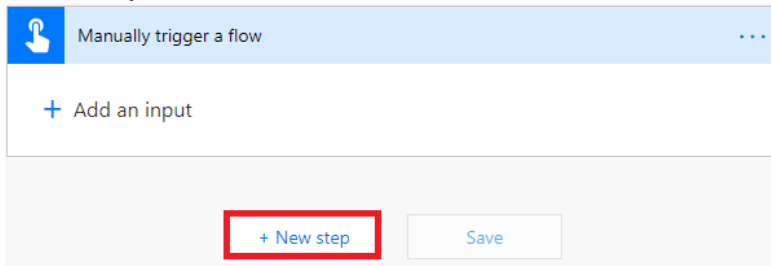 Manually trigger a flow
...
+ Add an input
+ New step
Save